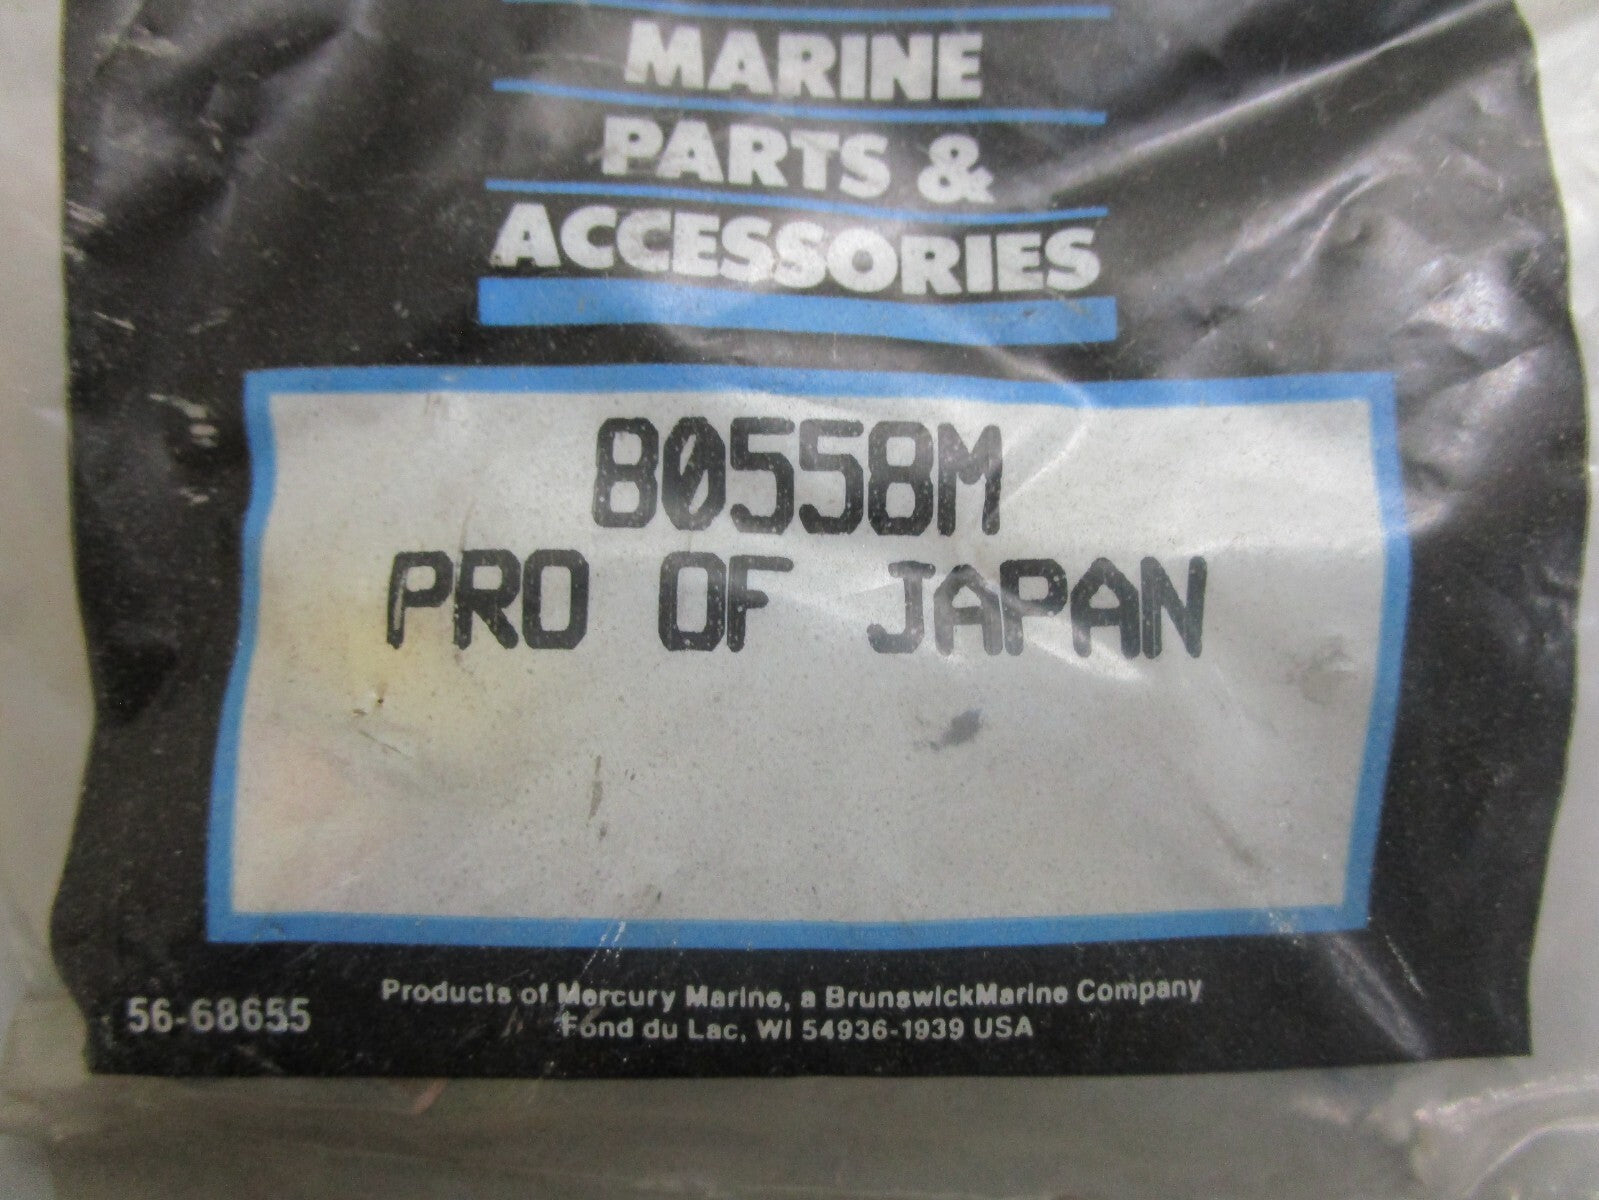 MARINE
PARTS &
ACCESSORIES
80558M
PRO OF JAPAN
56-68655
Products of Mercury Marine, a BrunswickMarine Company
Fond du Lac, WI 54936-1939 USA